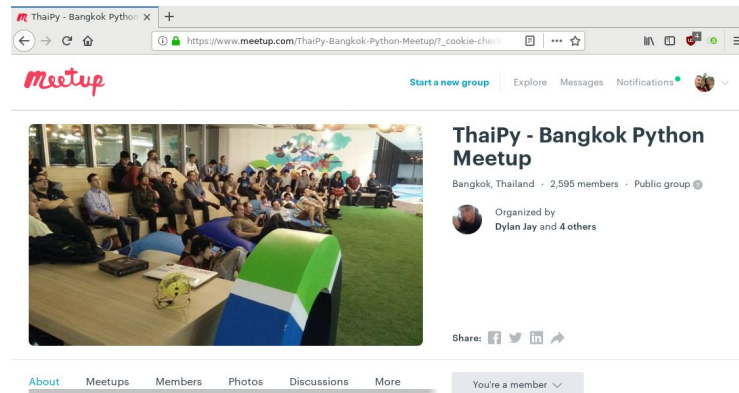 ThaiPy - Bangkok Python
https://www.meetup.com/ThaiPy-Bangkok-Python-Meetup/?_cookie-chec
4
Meetup
Start a new group Explore Messages Notifications
ThaiPy - Bangkok Python
Meetup
Bangkok, Thailand · 2,595 members · Public group
Organized by
Dylan Jay and 4 others
Share:
About Meetups Members Photos Discussions More
You're a member